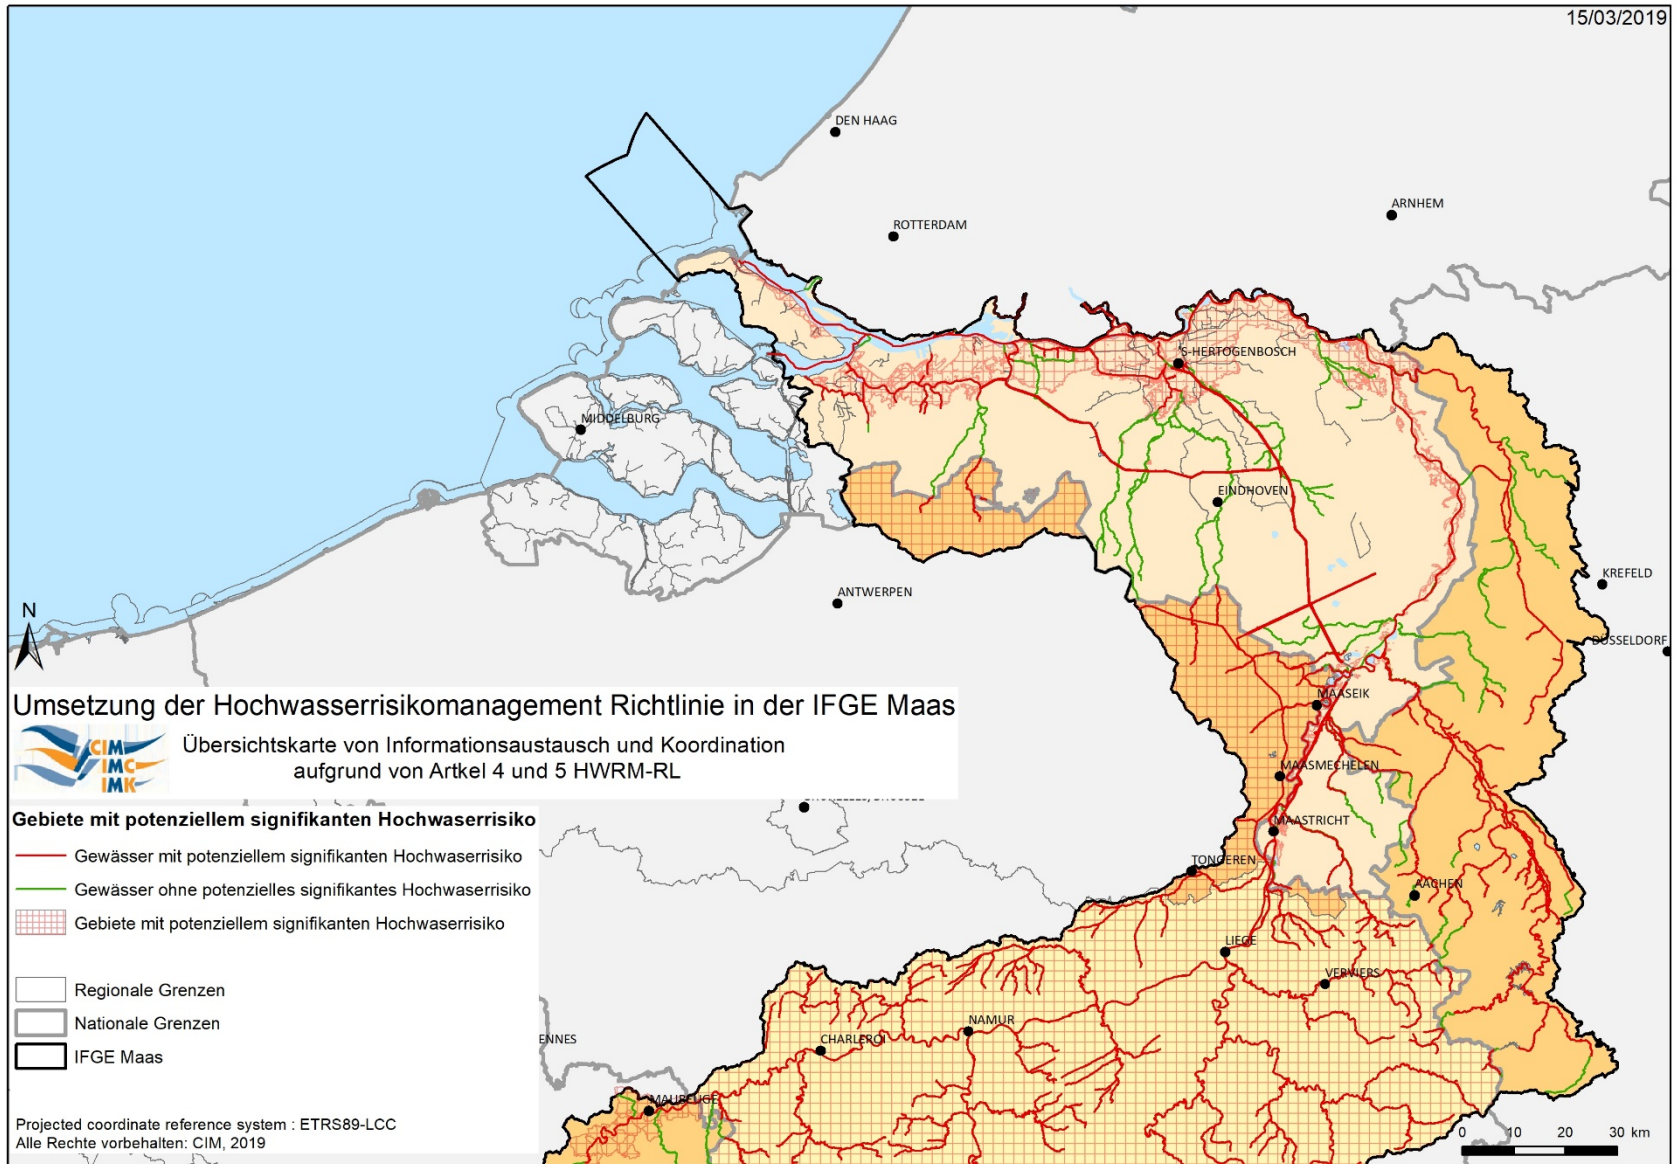 15/03/2019
DEN HAAG
ARNHEM
ROTTERDAM
S-HERTOGENBOSCH
MIDDELBURG
EINDHOVEN
KREFELD
ANTWERPEN
N
DÜSSELDORF
MAASEIK
Umsetzung der Hochwasserrisikomanagement Richtlinie in der IFGE Maas
CIM
IMC
IMK
Übersichtskarte von Informationsaustausch und Koordination
aufgrund von Artkel 4 und 5 HWRM-RL
MAASMECHELEN
MAASTRICHT
TONGEREN
AACHEN
LIEGE
VERVIERS
NAMUR
CHARLEROI
ENNES
MAUBEUGE
Gebiete mit potenziellem signifikanten Hochwaserrisiko
Gewässer mit potenziellem signifikanten Hochwaserrisiko
Gewässer ohne potenzielles signifikantes Hochwaserrisiko
Gebiete mit potenziellem signifikanten Hochwaserrisiko
Regionale Grenzen
Nationale Grenzen
IFGE Maas
Projected coordinate reference system : ETRS89-LCC
Alle Rechte vorbehalten: CIM, 2019
0 10 20 30 km